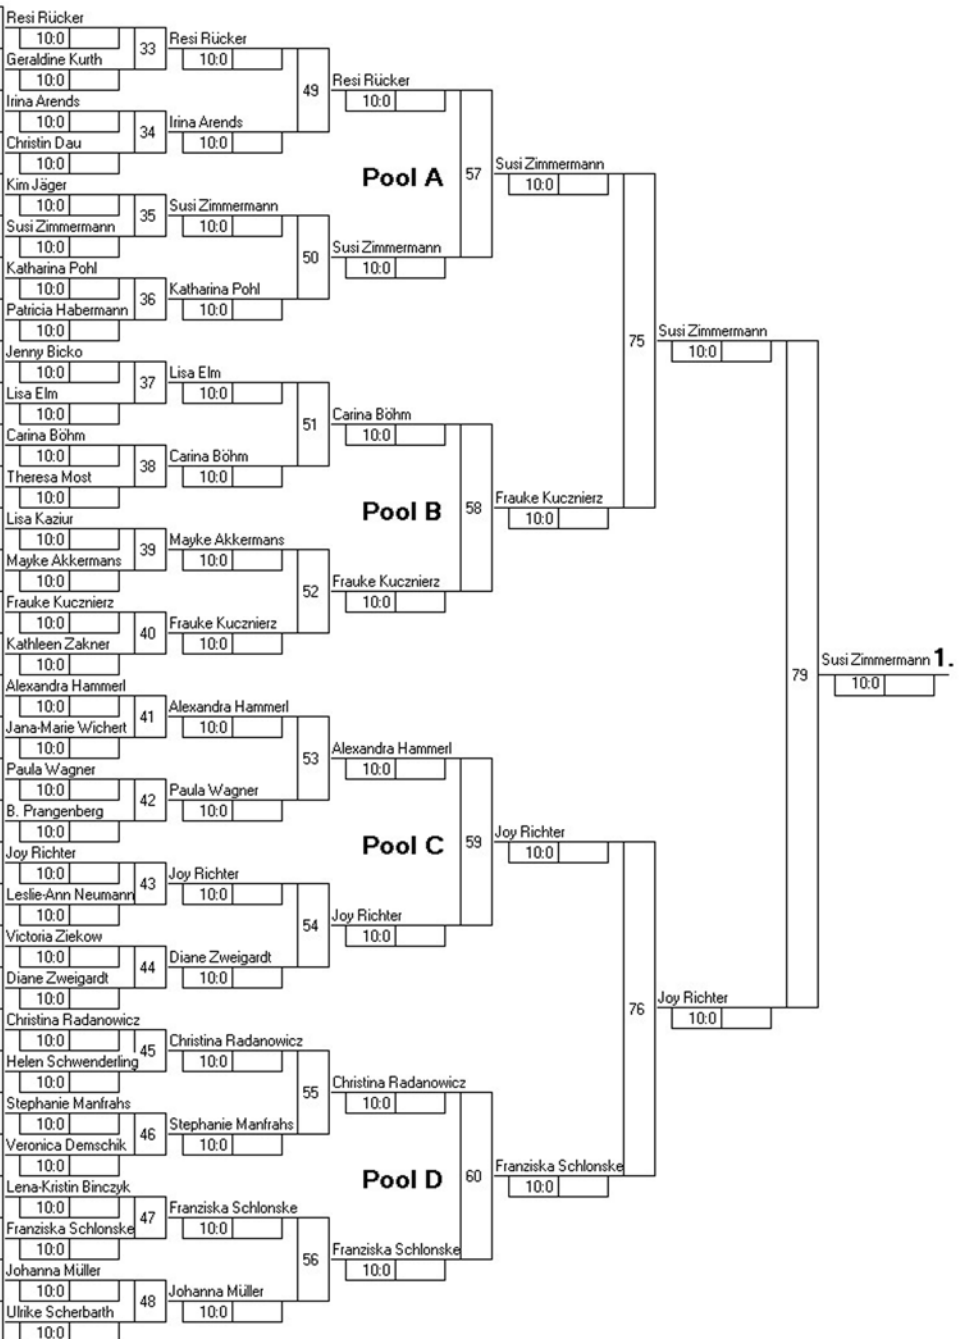 Resi Rücker
10:0
Geraldine Kurth
10:0
33
Irina Arends
10:0
Christin Dau
10:0
34
Kim Jäger
10:0
Susi Zimmermann
10:0
35
Katharina Pohl
10:0
Patricia Habermann
10:0
36
Jenny Bicko
10:0
Lisa Elm
10:0
37
Carina Böhm
10:0
Theresa Most
10:0
38
Lisa Kaziur
10:0
Mayke Akkermans
10:0
39
Frauke Kucznierz
10:0
Kathleen Zakner
10:0
40
Alexandra Hammerl
10:0
Jana-Marie Wichert
10:0
41
Paula Wagner
10:0
B. Prangenberg
10:0
42
Joy Richter
10:0
Leslie-Ann Neumann
10:0
43
Victoria Ziekow
10:0
Diane Zweigardt
10:0
44
Christina Radanowicz
10:0
Helen Schwenderling
10:0
45
Stephanie Manfrahs
10:0
Veronica Demschik
10:0
46
Lena-Kristin Binczyk
10:0
Franziska Schlonske
10:0
47
Johanna Müller
10:0
Ulrike Scherbarth
10:0
48
Resi Rücker
10:0
Irina Arends
10:0
49
Susi Zimmermann
10:0
Katharina Pohl
10:0
50
Lisa Elm
10:0
Carina Böhm
10:0
51
Mayke Akkermans
10:0
Frauke Kucznierz
10:0
52
Alexandra Hammerl
10:0
Paula Wagner
10:0
53
Joy Richter
10:0
Diane Zweigardt
10:0
54
Christina Radanowicz
10:0
Stephanie Manfrahs
10:0
55
Franziska Schlonske
10:0
Johanna Müller
10:0
56
Resi Rücker
10:0
Pool A
Susi Zimmermann
10:0
57
Carina Böhm
10:0
Pool B
Frauke Kucznierz
10:0
58
Alexandra Hammerl
10:0
Pool C
Joy Richter
10:0
59
Christina Radanowicz
10:0
Pool D
Franziska Schlonske
10:0
60
Susi Zimmermann
10:0
Frauke Kucznierz
10:0
75
Joy Richter
10:0
Franziska Schlonske
10:0
76
Susi Zimmermann
10:0
Joy Richter
10:0
79
Susi Zimmermann 1.
10:0